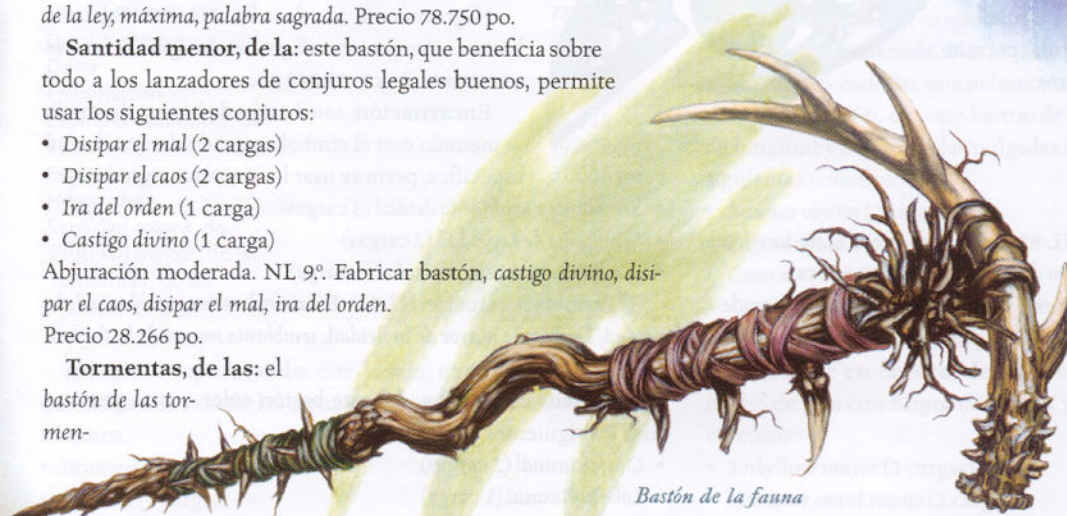 de la ley, máxima, palabra sagrada. Precio 78.750 po.
Santidad menor, de la: este bastón, que beneficia sobre
todo a los lanzadores de conjuros legales buenos, permite
usar los siguientes conjuros:
• Disipar el mal (2 cargas)
• Disipar el caos (2 cargas)
• Ira del orden (1 carga)
• Castigo divino (1 carga)
Abjuración moderada. NL 9.º. Fabricar bastón, castigo divino, disi-
par el caos, disipar el mal, ira del orden.
Precio 28.266 po.
Tormentas, de las: el
bastón de las tor-
men-
Bastón de la fauna